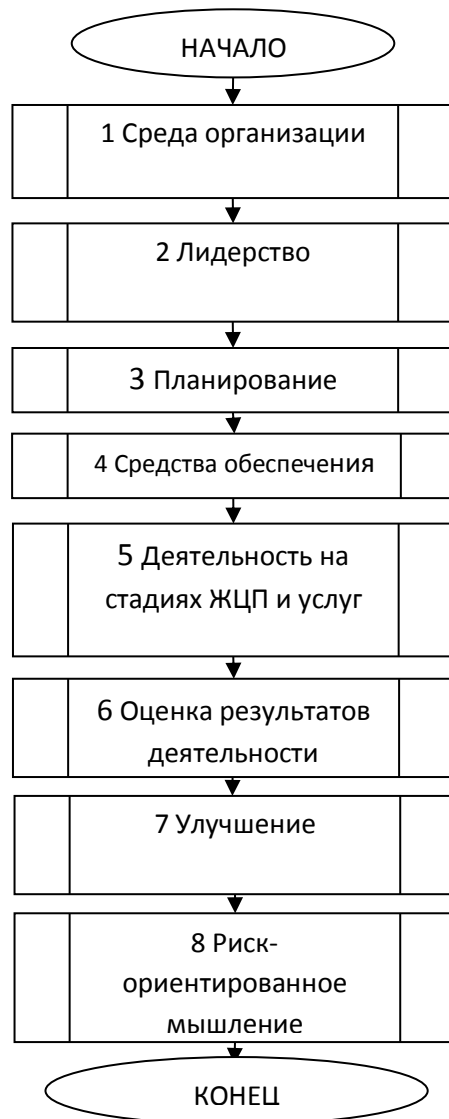 НАЧАЛО
1 Среда организации
2 Лидерство
3 Планирование
4 Средства обеспечения
5 Деятельность на
стадиях ЖЦП и услуг
6 Оценка результатов
деятельности
7 Улучшение
8 Риск-
ориентированное
мышление
КОНЕЦ